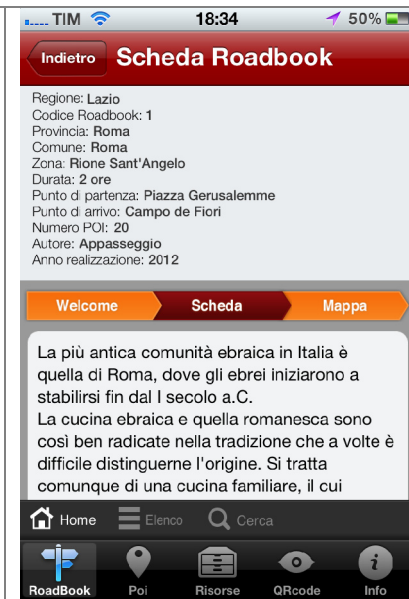 TIM 18:34 50%
Indietro Scheda Roadbook
Regione: Lazio
Codice Roadbook: 1
Provincia: Roma
Comune: Roma
Zona: Rione Sant'Angelo
Durata: 2 ore
Punto di partenza: Piazza Gerusalemme
Punto di arrivo: Campo de Fiori
Numero POI: 20
Autore: Appasseggio
Anno realizzazione: 2012
Welcome Scheda Mappa
La più antica comunità ebraica in Italia è
quella di Roma, dove gli ebrei iniziarono a
stabilirsi fin dal I secolo a.C.
La cucina ebraica e quella romanesca sono
così ben radicate nella tradizione che a volte è
difficile distinguerne l'origine. Si tratta
comunque di una cucina familiare, il cui
Home Elenco Cerca
RoadBook Poi Risorse QRcode Info